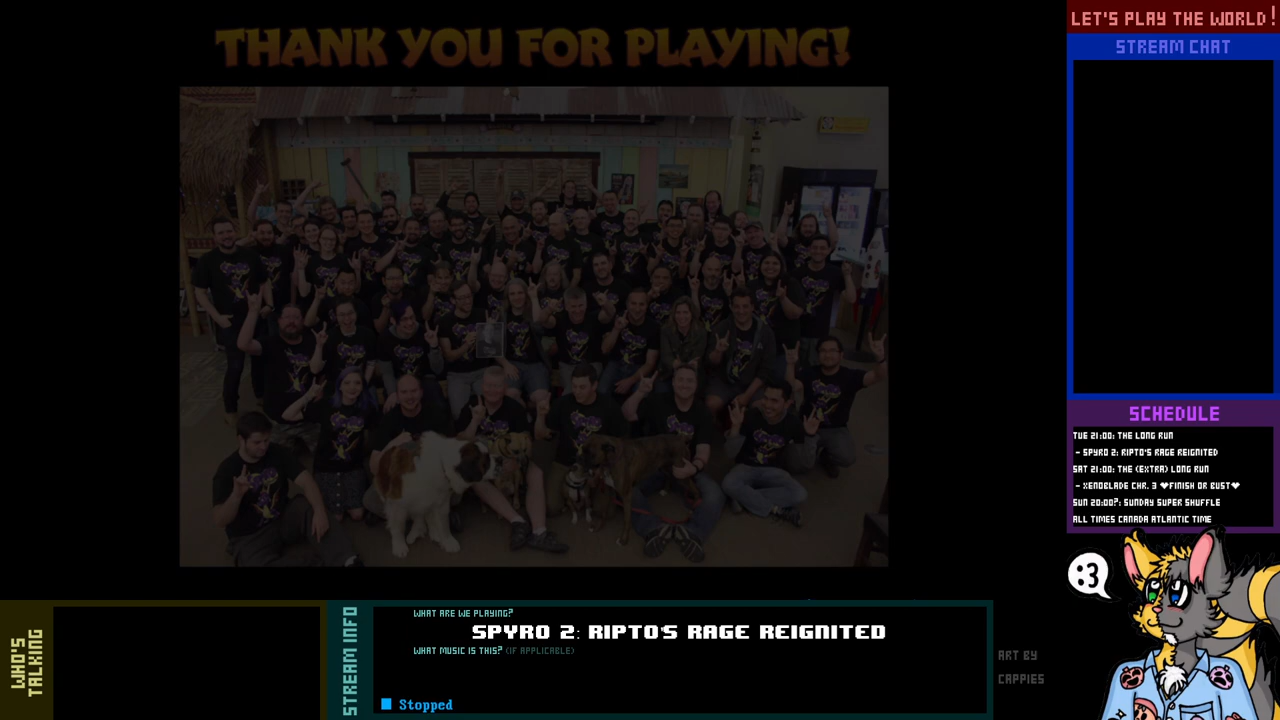 THANK YOU FOR PLAYING!
LET'S PLAY THE WORLD!
STREAM CHAT
SCHEDULE
TUE 21:00: THE LONG RUN
- SPYRO 2: RIPTO'S RAGE REIGNITED
SAT 21:00: THE (EXTRA) LONG RUN
- XENOBLADE CHR. 3 ♥FINISH OR BUST♥
SUN 20:00?: SUNDAY SUPER SHUFFLE
ALL TIMES CANADA ATLANTIC TIME
:3
WHO'S
TALKING
STREAM INFO
WHAT ARE WE PLAYING?
SPYRO 2: RIPTO'S RAGE REIGNITED
WHAT MUSIC IS THIS? (IF APPLICABLE)
Stopped
ART BY
CAPPIES